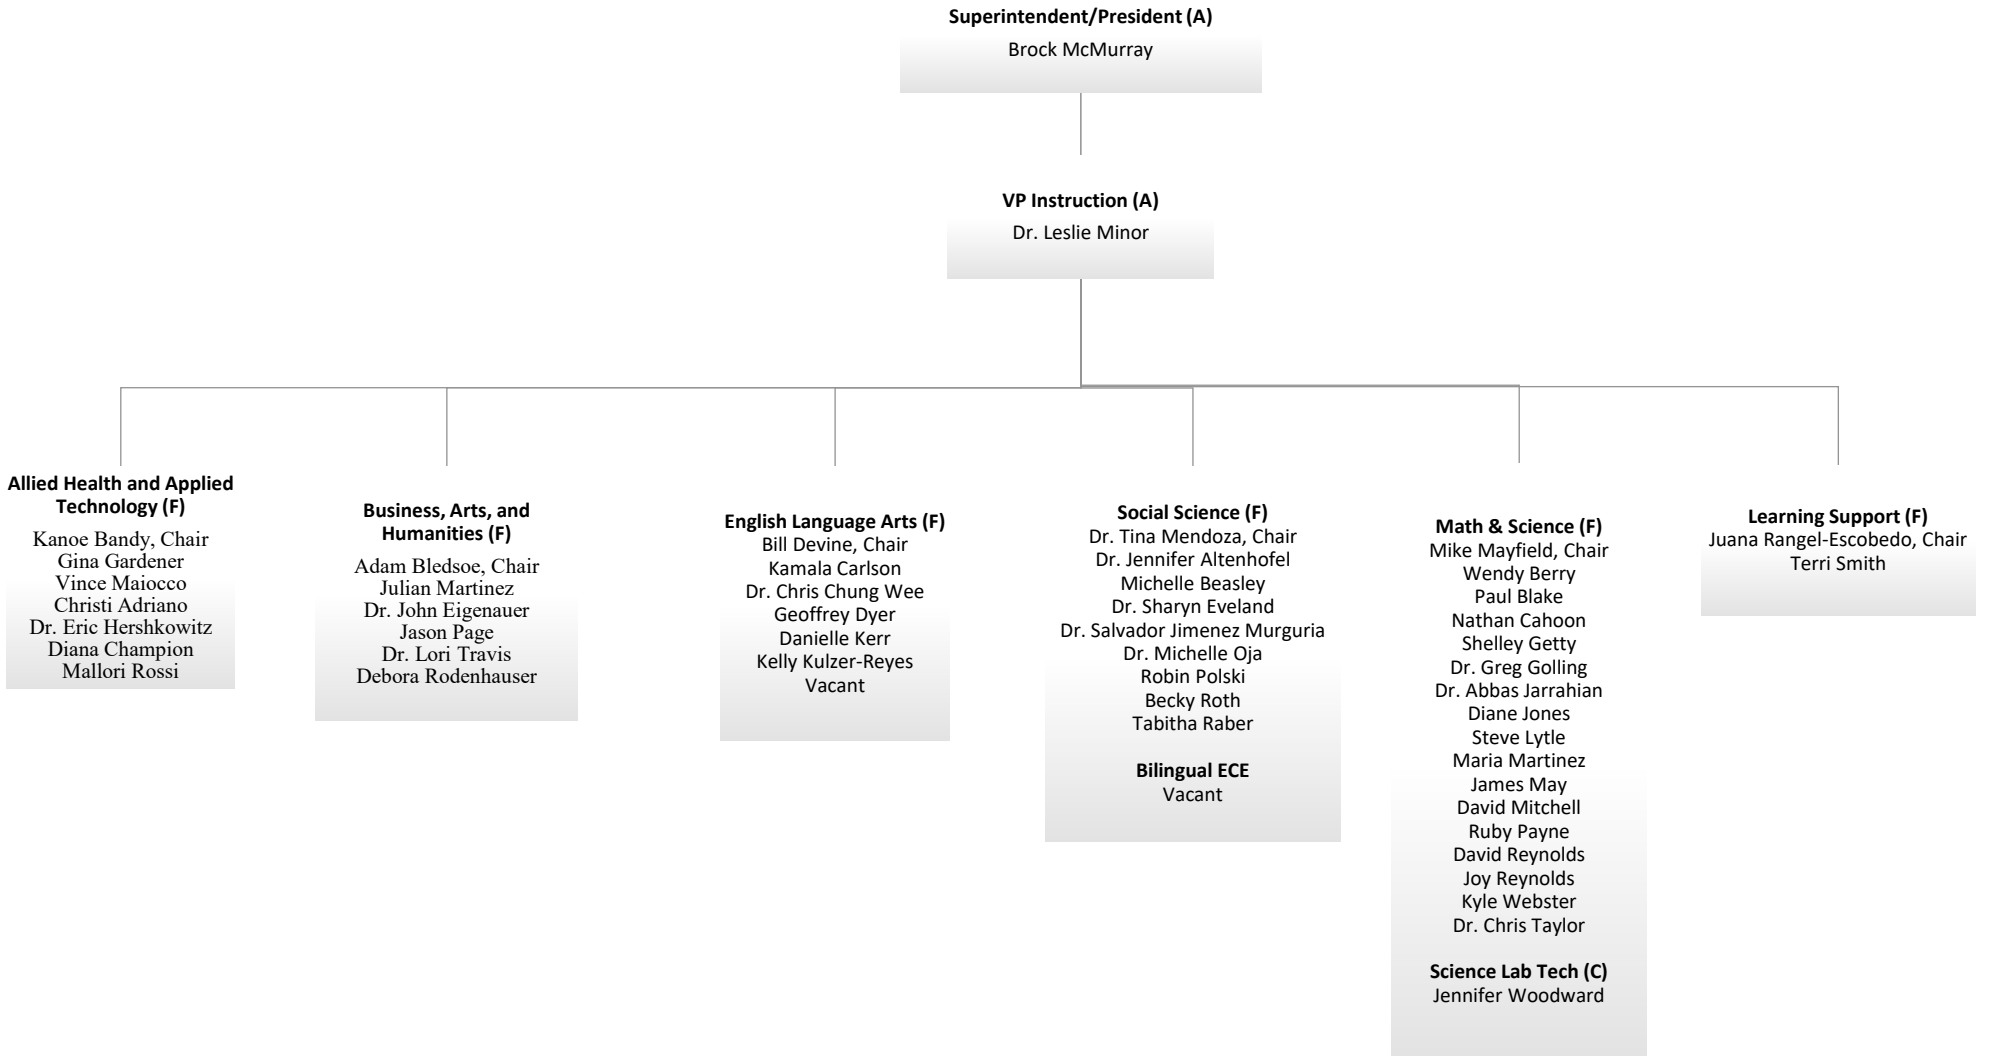 Superintendent/President (A)
Brock McMurray
VP Instruction (A)
Dr. Leslie Minor
Allied Health and Applied
Technology (F)
Kanoe Bandy, Chair
Gina Gardener
Vince Maiocco
Christi Adriano
Dr. Eric Hershkowitz
Diana Champion
Mallori Rossi
Business, Arts, and
Humanities (F)
Adam Bledsoe, Chair
Julian Martinez
Dr. John Eigenauer
Jason Page
Dr. Lori Travis
Debora Rodenhauser
English Language Arts (F)
Bill Devine, Chair
Kamala Carlson
Dr. Chris Chung Wee
Geoffrey Dyer
Danielle Kerr
Kelly Kulzer-Reyes
Vacant
Social Science (F)
Dr. Tina Mendoza, Chair
Dr. Jennifer Altenhofel
Michelle Beasley
Dr. Sharyn Eveland
Dr. Salvador Jimenez Murguria
Dr. Michelle Oja
Robin Polski
Becky Roth
Tabitha Raber
Bilingual ECE
Vacant
Math & Science (F)
Mike Mayfield, Chair
Wendy Berry
Paul Blake
Nathan Cahoon
Shelley Getty
Dr. Greg Golling
Dr. Abbas Jarrahian
Diane Jones
Steve Lytle
Maria Martinez
James May
David Mitchell
Ruby Payne
David Reynolds
Joy Reynolds
Kyle Webster
Dr. Chris Taylor
Science Lab Tech (C)
Jennifer Woodward
Learning Support (F)
Juana Rangel-Escobedo, Chair
Terri Smith